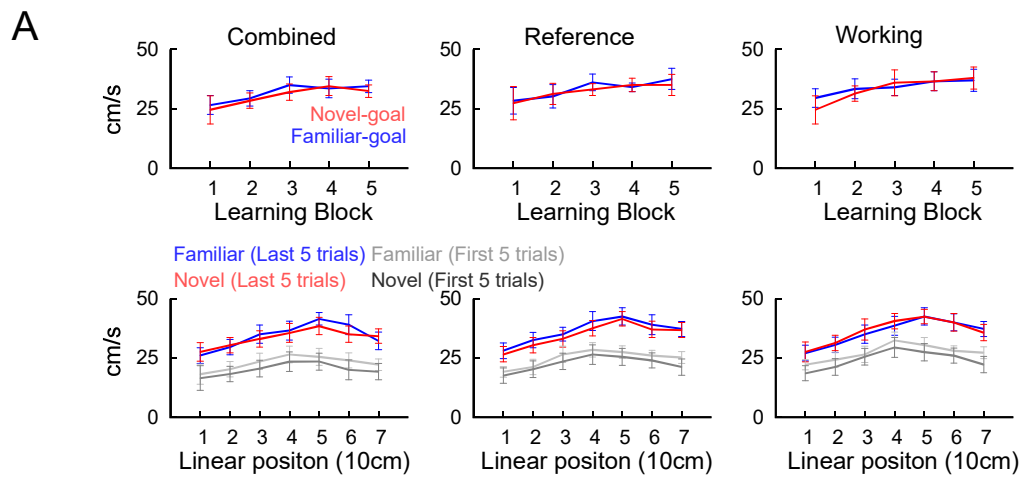 A
Combined Reference Working
50 50 50
cm/s
25 25 25
Novel-goal
Familiar-goal
0 0 0
1 2 3 4 5 1 2 3 4 5 1 2 3 4 5
Learning Block Learning Block Learning Block
Familiar (Last 5 trials) Familiar (First 5 trials)
Novel (Last 5 trials) Novel (First 5 trials)
50 50 50
cm/s
25 25 25
0 0 0
1 2 3 4 5 6 7 1 2 3 4 5 6 7 1 2 3 4 5 6 7
Linear positon (10cm) Linear positon (10cm) Linear positon (10cm)